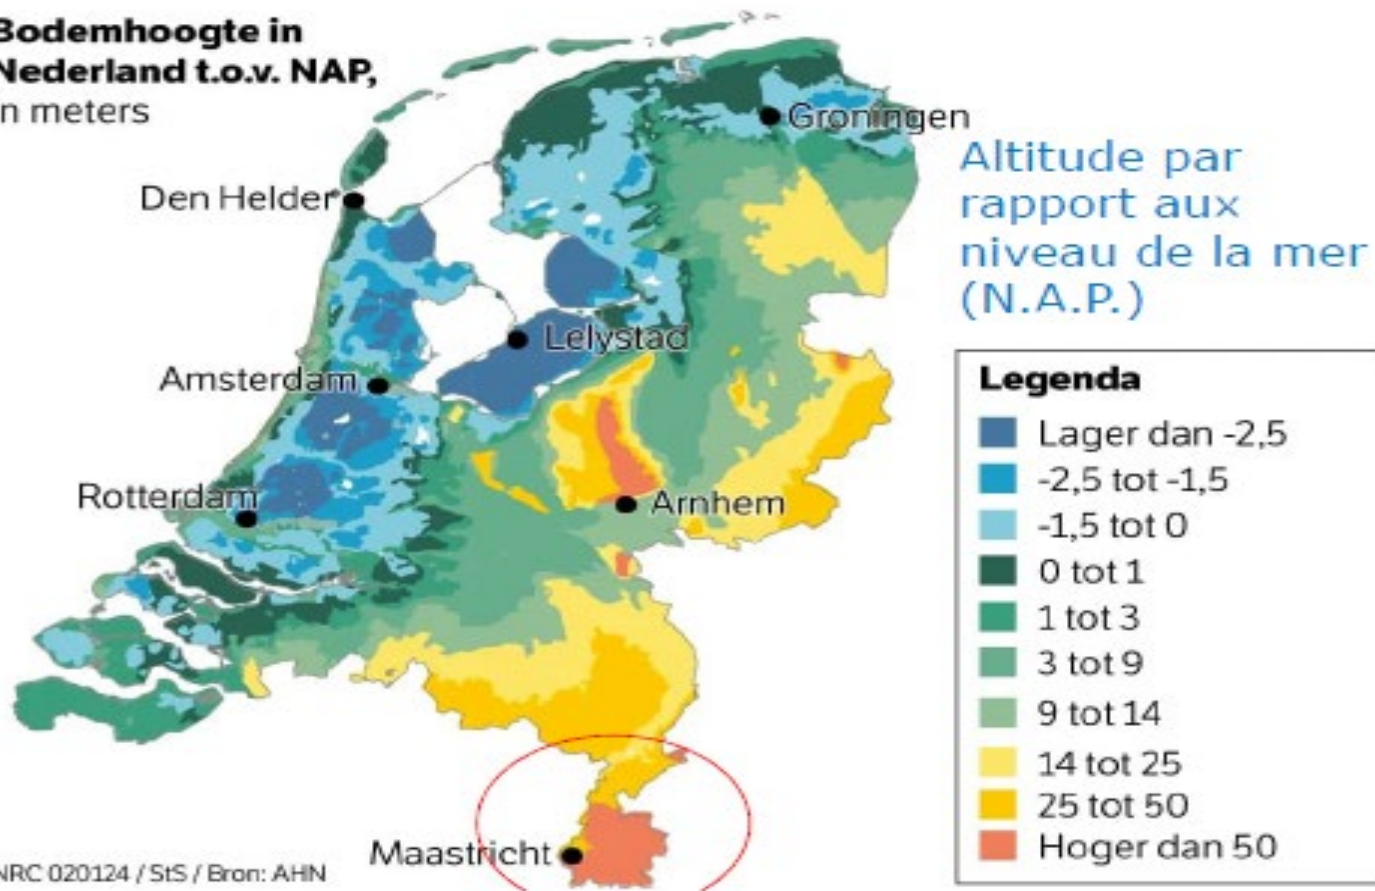 Bodemhoogte in
Nederland t.o.v. NAP,
in meters
Groningen
Altitude par
rapport aux
niveau de la mer
(N.A.P.)
Den Helder
Lelystad
Amsterdam
Legenda
Lager dan -2,5
-2,5 tot -1,5
-1,5 tot 0
0 tot 1
1 tot 3
3 tot 9
9 tot 14
14 tot 25
25 tot 50
Hoger dan 50
Rotterdam
Arnhem
Maastricht
NRC 020124 / StS / Bron: AHN